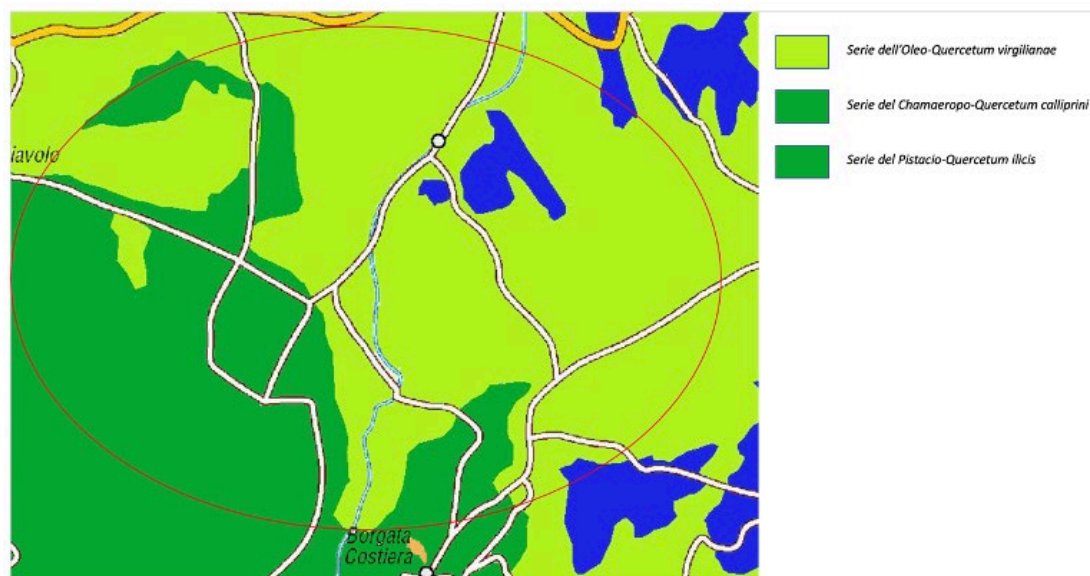 Serie dell'Oleo-Quercetum virgilianae
Serie del Chamaeropo-Quercetum calliprini
Serie del Pistacio-Quercetum ilicis
iavolo
Borgata
Costiera